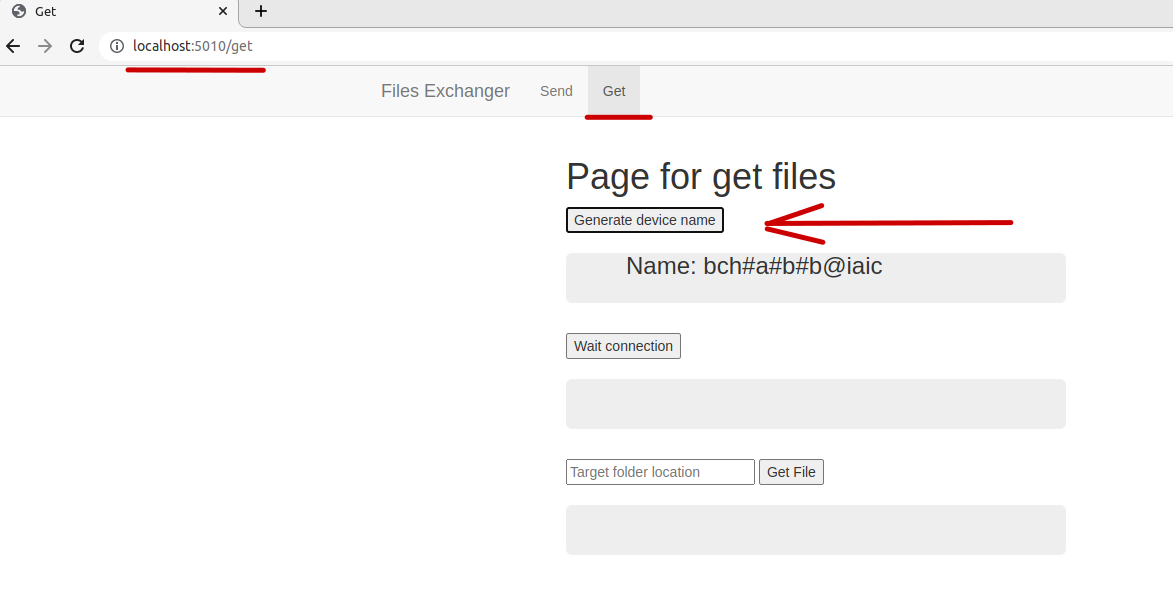 Get
localhost:5010/get
Files Exchanger Send Get
Page for get files
Generate device name
Name: bch#a#b#b@iaic
Wait connection
Target folder location Get File